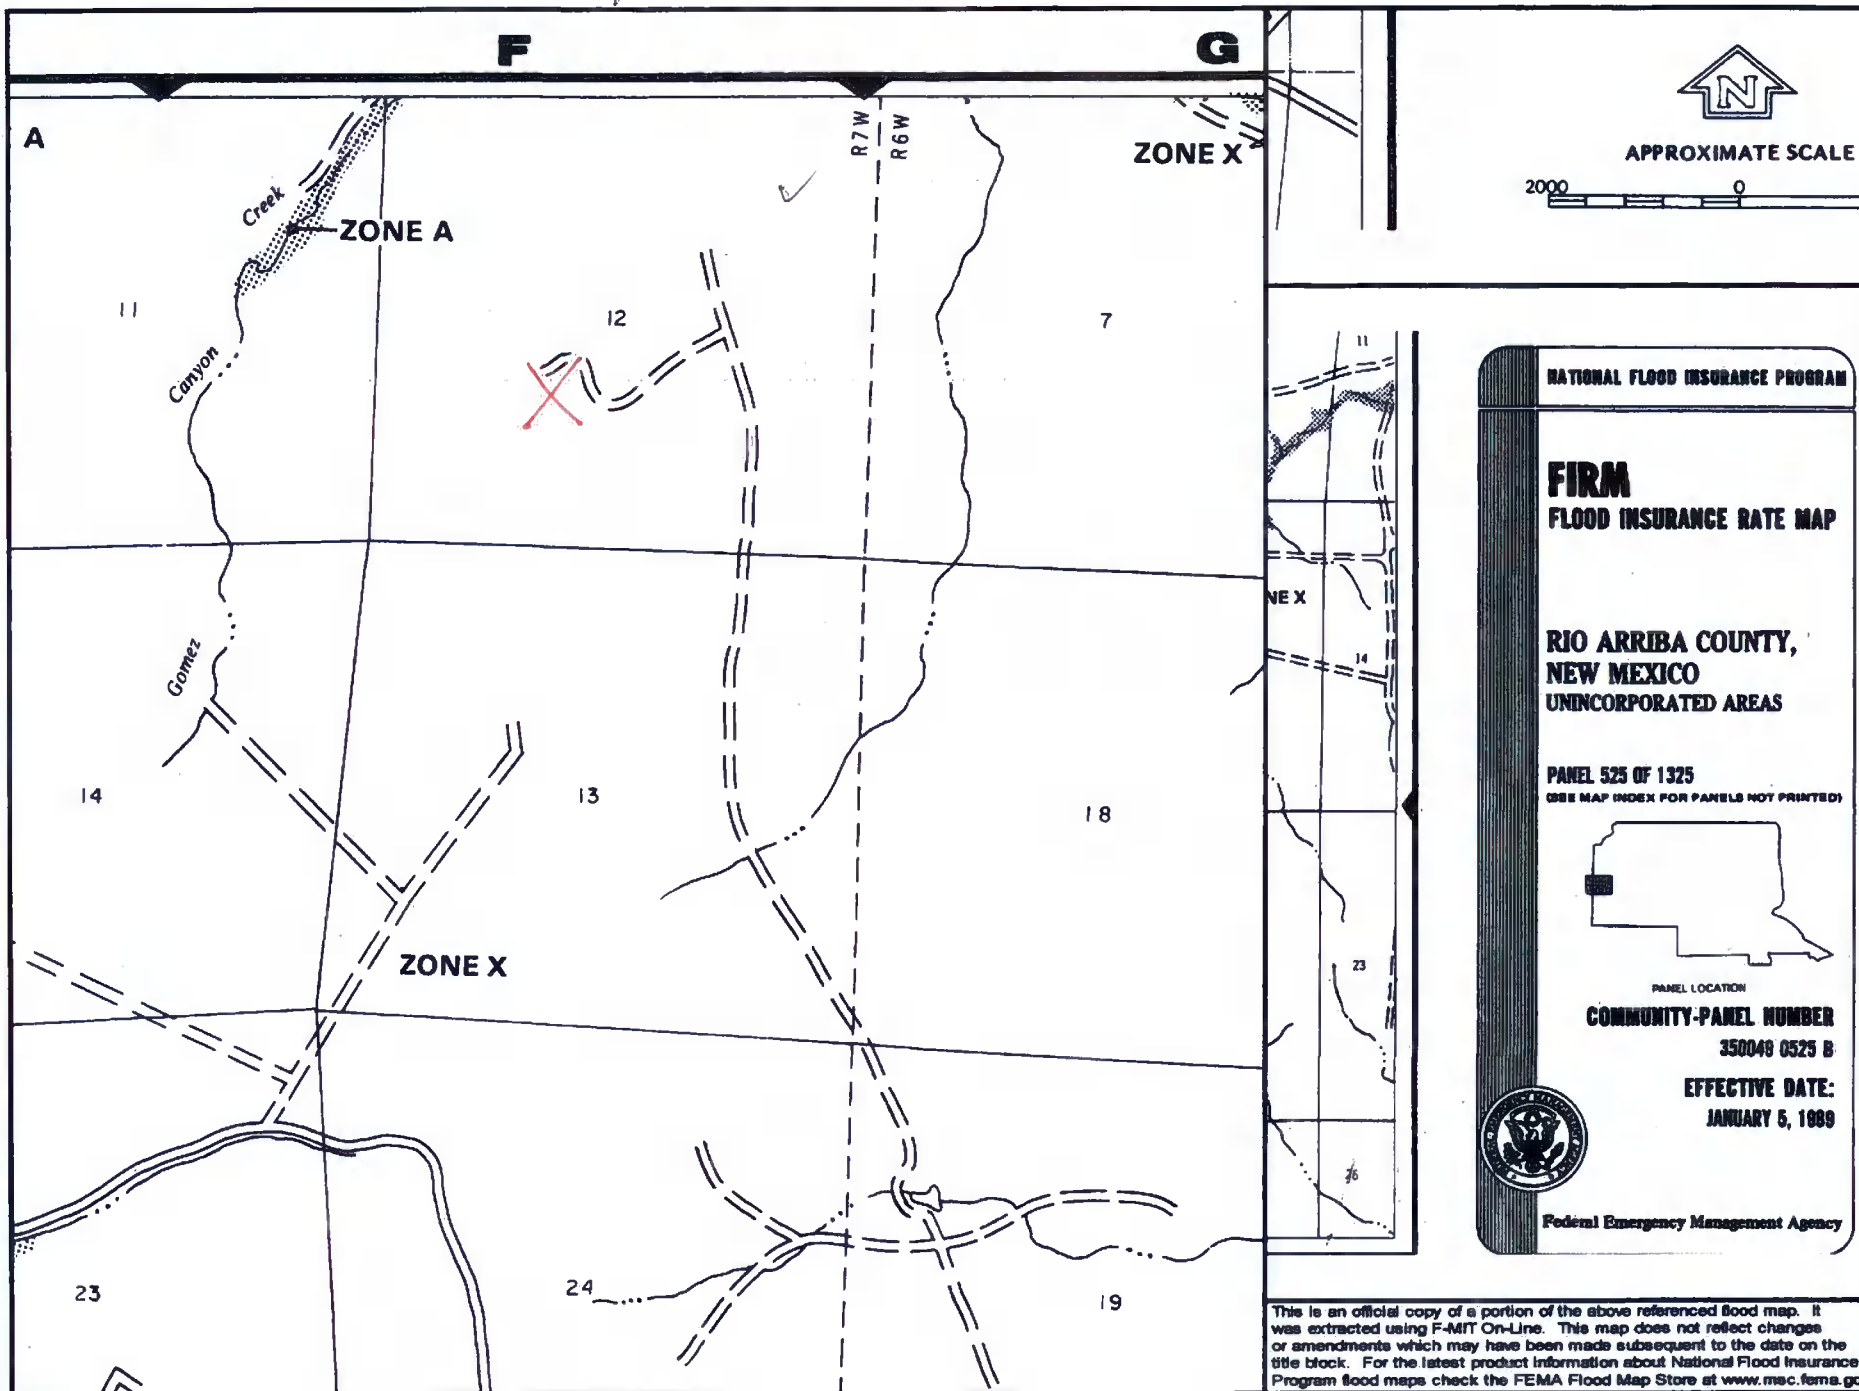 F
G
A
R7W
R6W
ZONE X
N
APPROXIMATE SCALE
2000
0
Creek
ZONE A
11
12
7
Canyon
11
NATIONAL FLOOD INSURANCE PROGRAM
FIRM
FLOOD INSURANCE RATE MAP
NE X
14
Gomez
RIO ARRIBA COUNTY,
NEW MEXICO
UNINCORPORATED AREAS
14
13
18
PANEL 525 OF 1325
(SEE MAP INDEX FOR PANELS NOT PRINTED)
ZONE X
23
PANEL LOCATION
COMMUNITY-PANEL NUMBER
350049 0525 B
EFFECTIVE DATE:
JANUARY 5, 1989
26
Federal Emergency Management Agency
23
24
19
This is an official copy of a portion of the above referenced flood map. It
was extracted using F-MIT On-Line. This map does not reflect changes
or amendments which may have been made subsequent to the date on the
title block. For the latest product information about National Flood Insurance
Program flood maps check the FEMA Flood Map Store at www.msc.fema.go